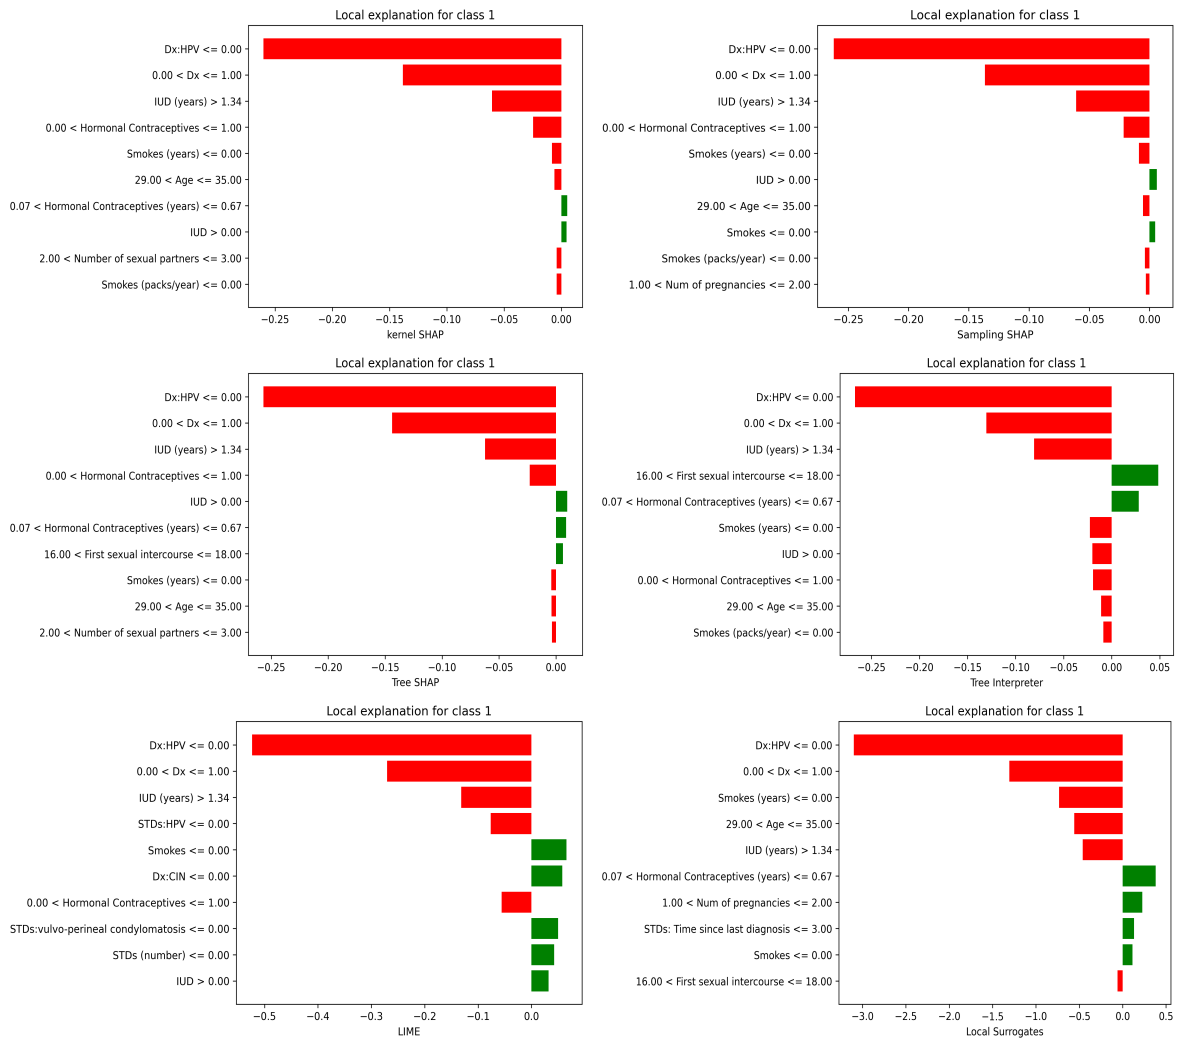 Local explanation for class 1
Dx:HPV <= 0.00
0.00 < Dx <= 1.00
IUD (years) > 1.34
0.00 < Hormonal Contraceptives <= 1.00
Smokes (years) <= 0.00
29.00 < Age <= 35.00
0.07 < Hormonal Contraceptives (years) <= 0.67
IUD > 0.00
2.00 < Number of sexual partners <= 3.00
Smokes (packs/year) <= 0.00
−0.25 −0.20 −0.15 −0.10 −0.05 0.00
kernel SHAP
Local explanation for class 1
Dx:HPV <= 0.00
0.00 < Dx <= 1.00
IUD (years) > 1.34
0.00 < Hormonal Contraceptives <= 1.00
Smokes (years) <= 0.00
IUD > 0.00
29.00 < Age <= 35.00
Smokes <= 0.00
Smokes (packs/year) <= 0.00
1.00 < Num of pregnancies <= 2.00
−0.25 −0.20 −0.15 −0.10 −0.05 0.00
Sampling SHAP
Local explanation for class 1
Dx:HPV <= 0.00
0.00 < Dx <= 1.00
IUD (years) > 1.34
0.00 < Hormonal Contraceptives <= 1.00
IUD > 0.00
0.07 < Hormonal Contraceptives (years) <= 0.67
16.00 < First sexual intercourse <= 18.00
Smokes (years) <= 0.00
29.00 < Age <= 35.00
2.00 < Number of sexual partners <= 3.00
−0.25 −0.20 −0.15 −0.10 −0.05 0.00
Tree SHAP
Local explanation for class 1
Dx:HPV <= 0.00
0.00 < Dx <= 1.00
IUD (years) > 1.34
16.00 < First sexual intercourse <= 18.00
0.07 < Hormonal Contraceptives (years) <= 0.67
Smokes (years) <= 0.00
IUD > 0.00
0.00 < Hormonal Contraceptives <= 1.00
29.00 < Age <= 35.00
Smokes (packs/year) <= 0.00
−0.25 −0.20 −0.15 −0.10 −0.05 0.00 0.05
Tree Interpreter
Local explanation for class 1
Dx:HPV <= 0.00
0.00 < Dx <= 1.00
IUD (years) > 1.34
STDs:HPV <= 0.00
Smokes <= 0.00
Dx:CIN <= 0.00
0.00 < Hormonal Contraceptives <= 1.00
STDs:vulvo-perineal condylomatosis <= 0.00
STDs (number) <= 0.00
IUD > 0.00
−0.5 −0.4 −0.3 −0.2 −0.1 0.0
LIME
Local explanation for class 1
Dx:HPV <= 0.00
0.00 < Dx <= 1.00
Smokes (years) <= 0.00
29.00 < Age <= 35.00
IUD (years) > 1.34
0.07 < Hormonal Contraceptives (years) <= 0.67
1.00 < Num of pregnancies <= 2.00
STDs: Time since last diagnosis <= 3.00
Smokes <= 0.00
16.00 < First sexual intercourse <= 18.00
−3.0 −2.5 −2.0 −1.5 −1.0 −0.5 0.0 0.5
Local Surrogates